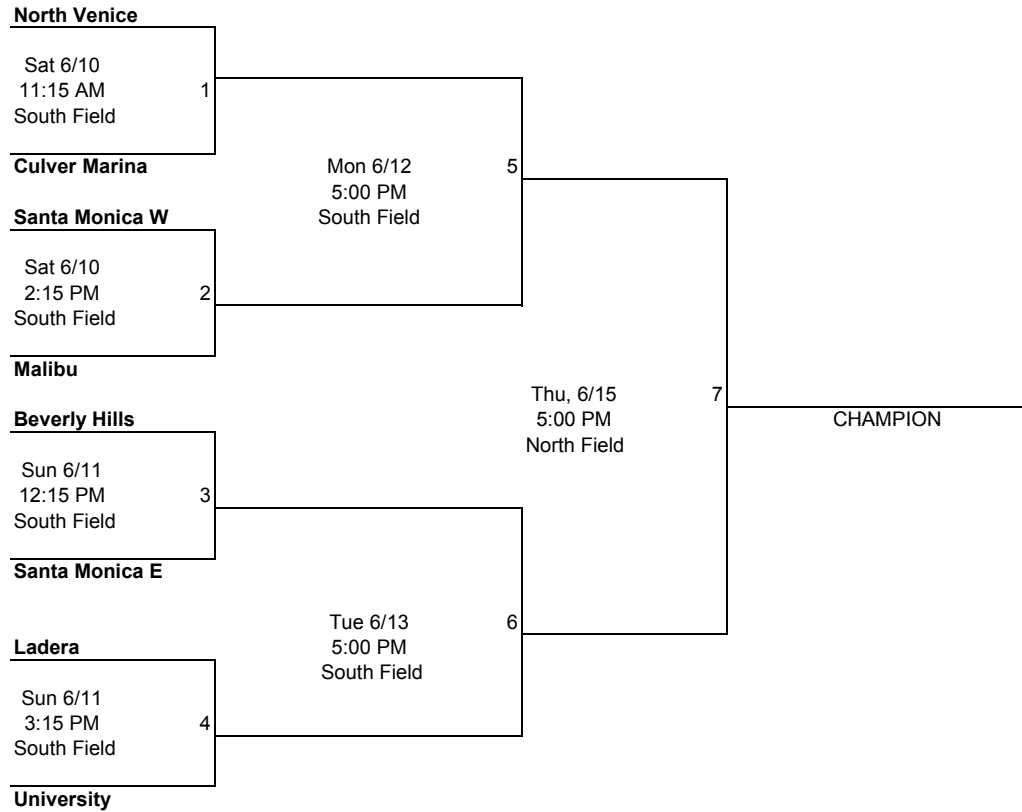 North Venice
Sat 6/10
11:15 AM 1
South Field
Culver Marina
Mon 6/12 5
5:00 PM
South Field
Santa Monica W
Sat 6/10
2:15 PM 2
South Field
Malibu
Thu, 6/15 7
5:00 PM
North Field
CHAMPION
Beverly Hills
Sun 6/11
12:15 PM 3
South Field
Santa Monica E
Tue 6/13 6
5:00 PM
South Field
Ladera
Sun 6/11
3:15 PM 4
South Field
University